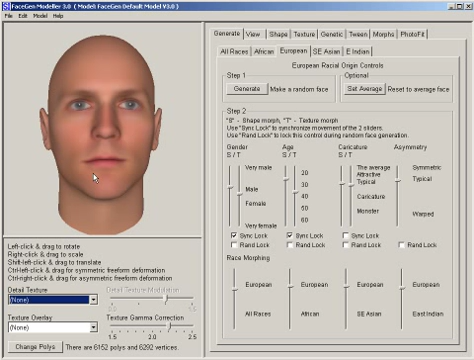 FaceGen Modeller 3.0 ( Model: FaceGen Default Model V3.0 )
File Edit Model Help
Generate View Shape Texture Genetic Tween Morphs PhotoFit
All Races African European SE Asian E Indian
European Racial Origin Controls
Step 1
Generate Make a random face
Optional
Set Average Reset to average face
Step 2
"S" - Shape morph, "T" - Texture morph
Use "Sync Lock" to synchronize movement of the 2 sliders.
Use "Rand Lock" to lock this control during random face generation.
Gender Age Caricature Asymmetry
S / T S / T S / T
Very male
Male
Female
Very female
20
30
40
50
60
The average
Attractive
Typical
Caricature
Monster
Symmetric
Typical
Warped
Sync Lock Sync Lock Sync Lock
Rand Lock Rand Lock Rand Lock Rand Lock
Race Morphing
European European European European
All Races African SE Asian East Indian
Left-click & drag to rotate
Right-click & drag to scale
Shift-left-click & drag to translate
Ctrl-left-click & drag for symmetric freeform deformation
Ctrl-right-click & drag for asymmetric freeform deformation
Detail Texture Detail Texture Modulation
(None)
Texture Overlay Texture Gamma Correction
(None)
1.5 2.0 2.5
Change Polys There are 6152 polys and 6292 vertices.